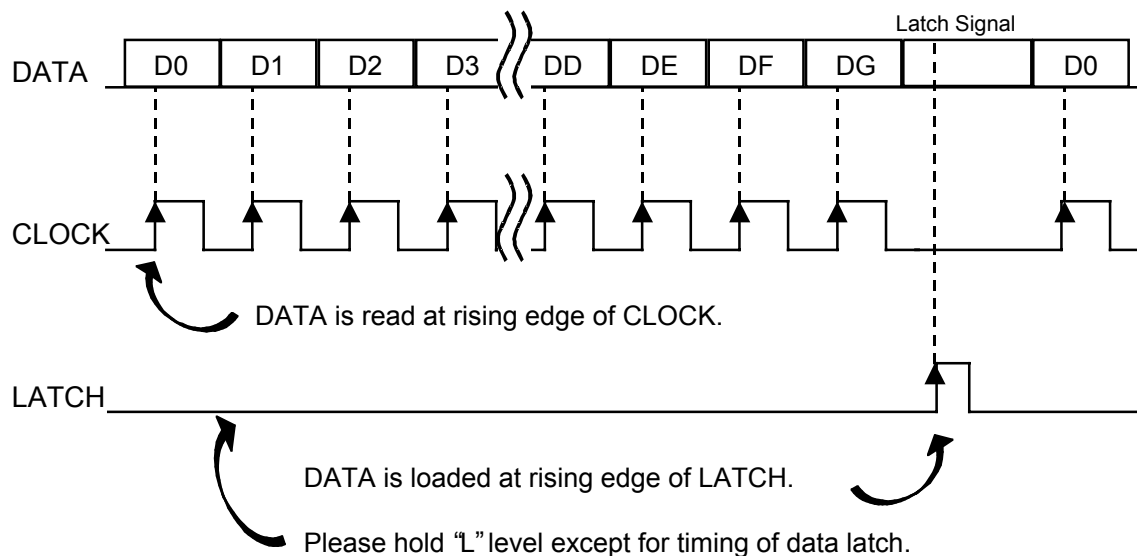 Latch Signal
DATA D0 D1 D2 D3 DD DE DF DG D0
CLOCK
DATA is read at rising edge of CLOCK.
LATCH
DATA is loaded at rising edge of LATCH.
Please hold “L” level except for timing of data latch.